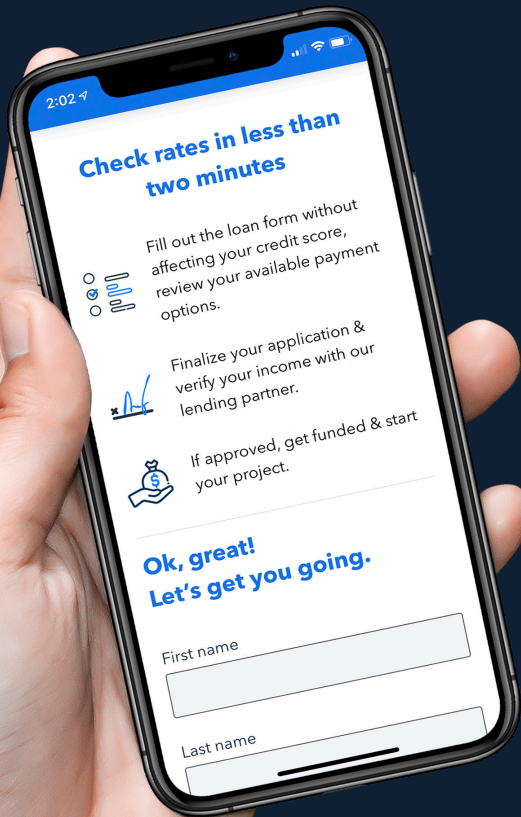 2:02
Check rates in less than
two minutes
Fill out the loan form without
affecting your credit score,
review your available payment
options.
Finalize your application &
verify your income with our
lending partner.
$
If approved, get funded & start
your project.
Ok, great!
Let's get you going.
First name
Last name